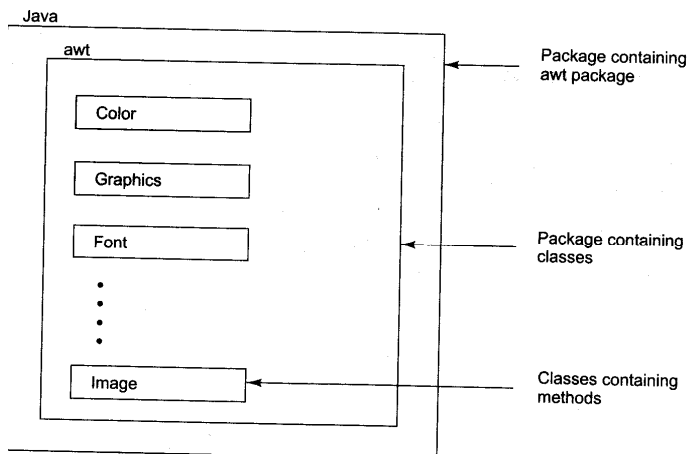 Java
awt
Package containing
awt package
Color
Graphics
Font
Package containing
classes
Image
Classes containing
methods